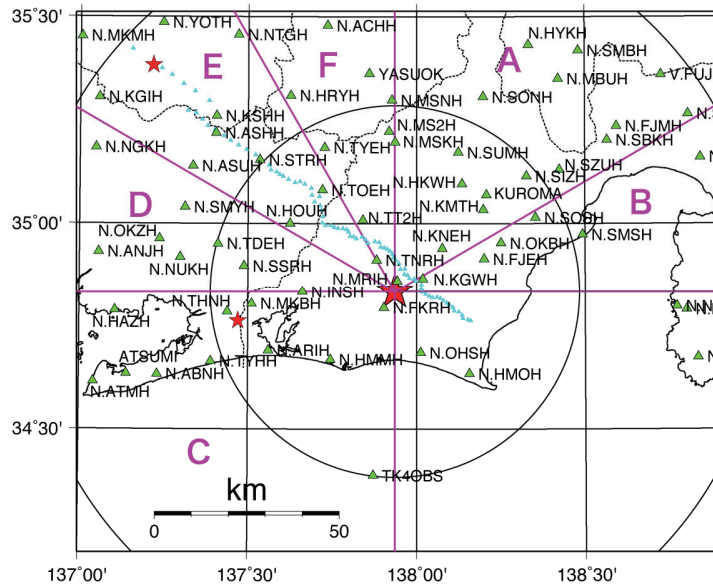 35°30'
35°00'
34°30'
137°00'
137°30'
138°00'
138°30'
N.YOTH
N.ACHH
N.MKMH
N.NTGH
N.HYKH
N.SMBH
E
F
A
YASUOK
N.MBUH
V.FUJ
N.KGIH
N.HRYH
N.MSNH
N.SONH
N.KSHH
N.ASHH
N.MS2H
N.FJMH
N.
N.NGKH
N.TYEH
N.MSKH
N.SUMH
N.SBKH
N.ASUH
N.STRH
N.SZUH
N.SIZH
D
N.TOEH
N.HKWH
KUROMA
B
N.SMYH
N.HOUH
N.TT2H
N.KMTH
N.SOSH
N.OKZH
N.SMSH
N.ANJH
N.TDEH
N.KNEH
N.OKBH
N.NUKH
N.SSRH
N.TNRH
N.FJEH
N.MRIH
N.KGWH
N.THNH
N.INSH
N.MKBH
N.FKRH
N.HAZH
ATSUMI
N.TYHH
N.ARIH
N.HMMH
N.OHSH
N.ATMH
N.ABNH
N.HMOH
C
TK4OBS
km
0
50